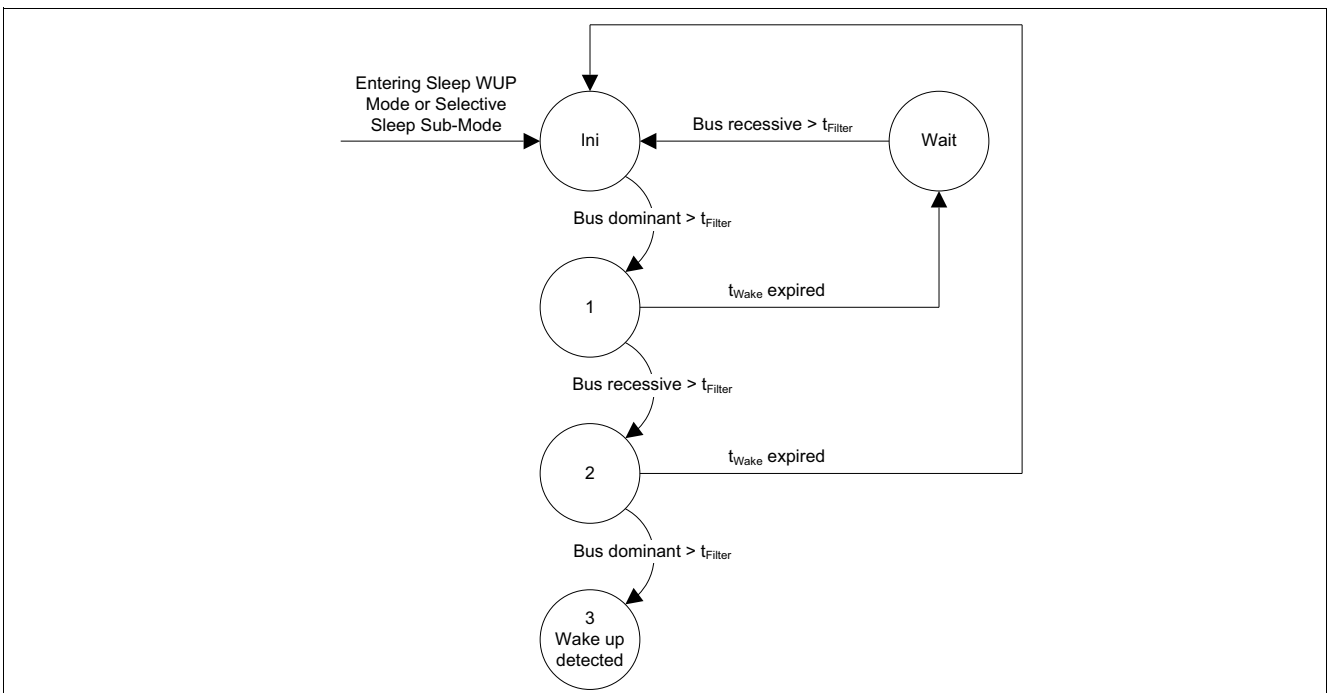 Entering Sleep WUP
Mode or Selective
Sleep Sub-Mode
Ini
Bus recessive > tFilter
Wait
Bus dominant > tFilter
1
tWake expired
Bus recessive > tFilter
2
tWake expired
Bus dominant > tFilter
3
Wake up
detected